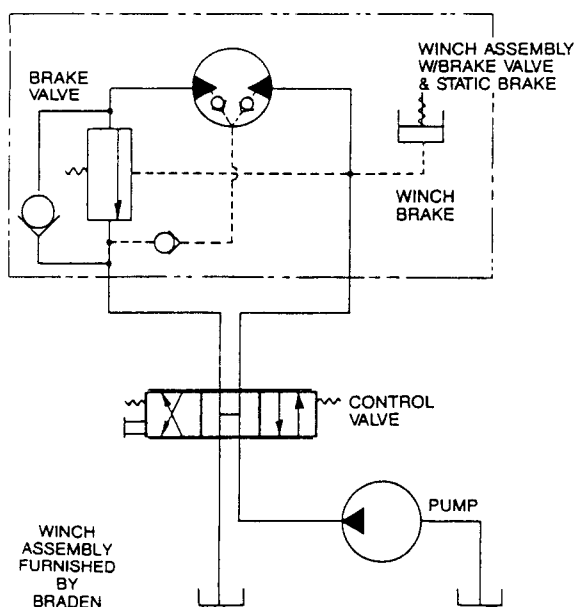 WINCH ASSEMBLY
W/BRAKE VALVE
& STATIC BRAKE
BRAKE
VALVE
WINCH
BRAKE
CONTROL
VALVE
PUMP
WINCH
ASSEMBLY
FURNISHED
BY
BRADEN